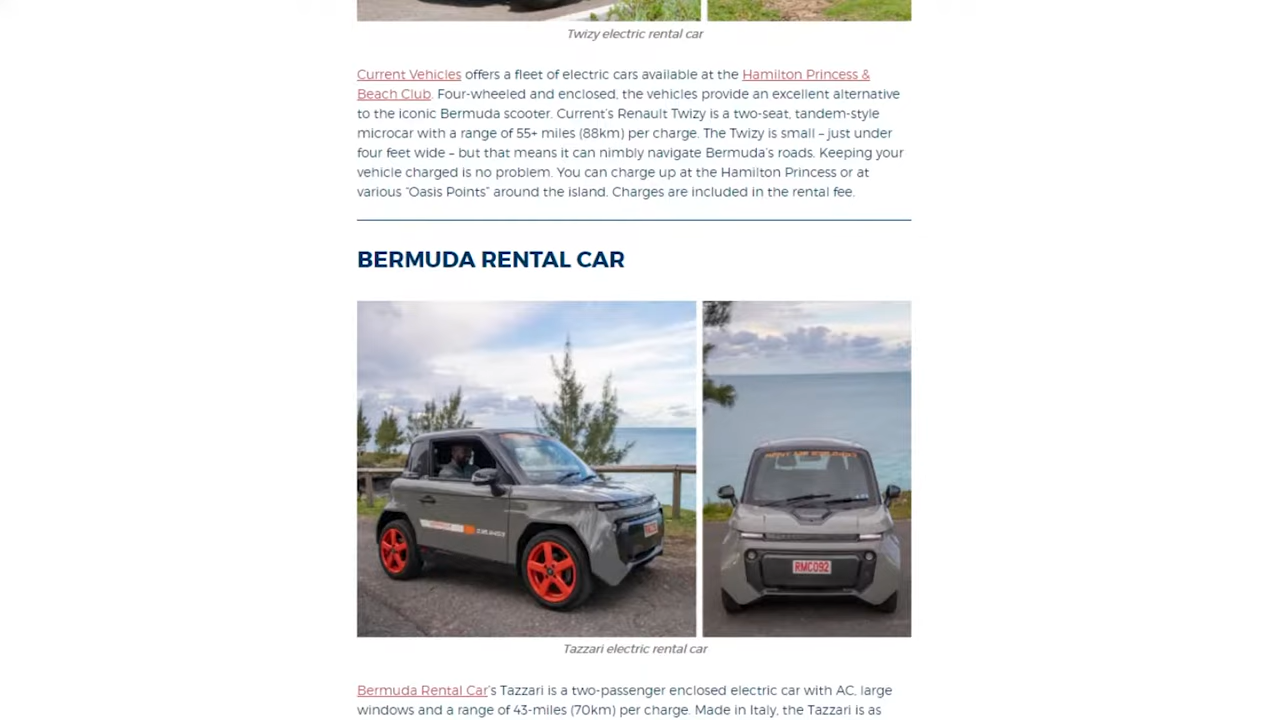 Twizy electric rental car
Current Vehicles offers a fleet of electric cars available at the Hamilton Princess &
Beach Club. Four-wheeled and enclosed, the vehicles provide an excellent alternative
to the iconic Bermuda scooter. Current's Renault Twizy is a two-seat, tandem-style
microcar with a range of 55+ miles (88km) per charge. The Twizy is small – just under
four feet wide – but that means it can nimbly navigate Bermuda's roads. Keeping your
vehicle charged is no problem. You can charge up at the Hamilton Princess or at
various "Oasis Points" around the island. Charges are included in the rental fee.
BERMUDA RENTAL CAR
RMC092
Tazzari electric rental car
Bermuda Rental Car's Tazzari is a two-passenger enclosed electric car with AC, large
windows and a range of 43-miles (70km) per charge. Made in Italy, the Tazzari is as